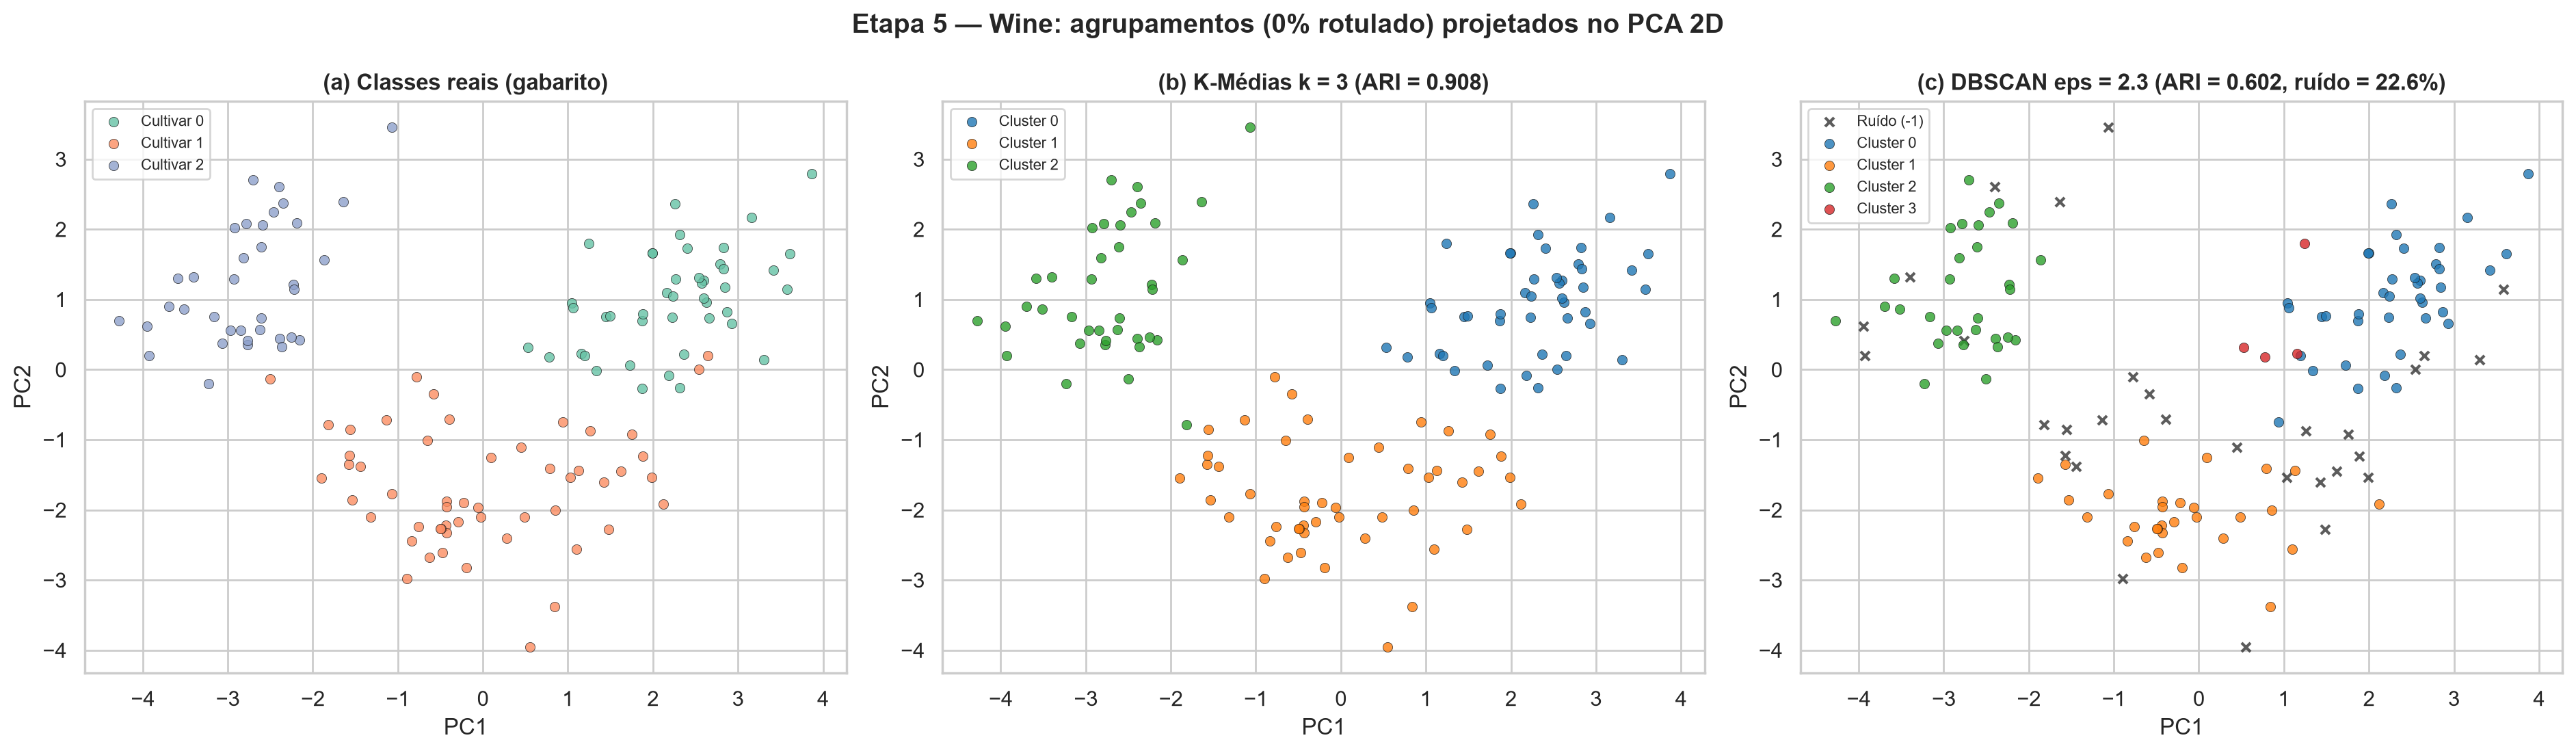 Etapa 5 — Wine: agrupamentos (0% rotulado) projetados no PCA 2D
(a) Classes reais (gabarito)
Cultivar 0
Cultivar 1
Cultivar 2
3
2
1
0
−1
−2
−3
−4
PC2
−4 −3 −2 −1 0 1 2 3 4
PC1
(b) K-Médias k = 3 (ARI = 0.908)
Cluster 0
Cluster 1
Cluster 2
3
2
1
0
−1
−2
−3
−4
PC2
−4 −3 −2 −1 0 1 2 3 4
PC1
(c) DBSCAN eps = 2.3 (ARI = 0.602, ruído = 22.6%)
Ruído (-1)
Cluster 0
Cluster 1
Cluster 2
Cluster 3
3
2
1
0
−1
−2
−3
−4
PC2
−4 −3 −2 −1 0 1 2 3 4
PC1